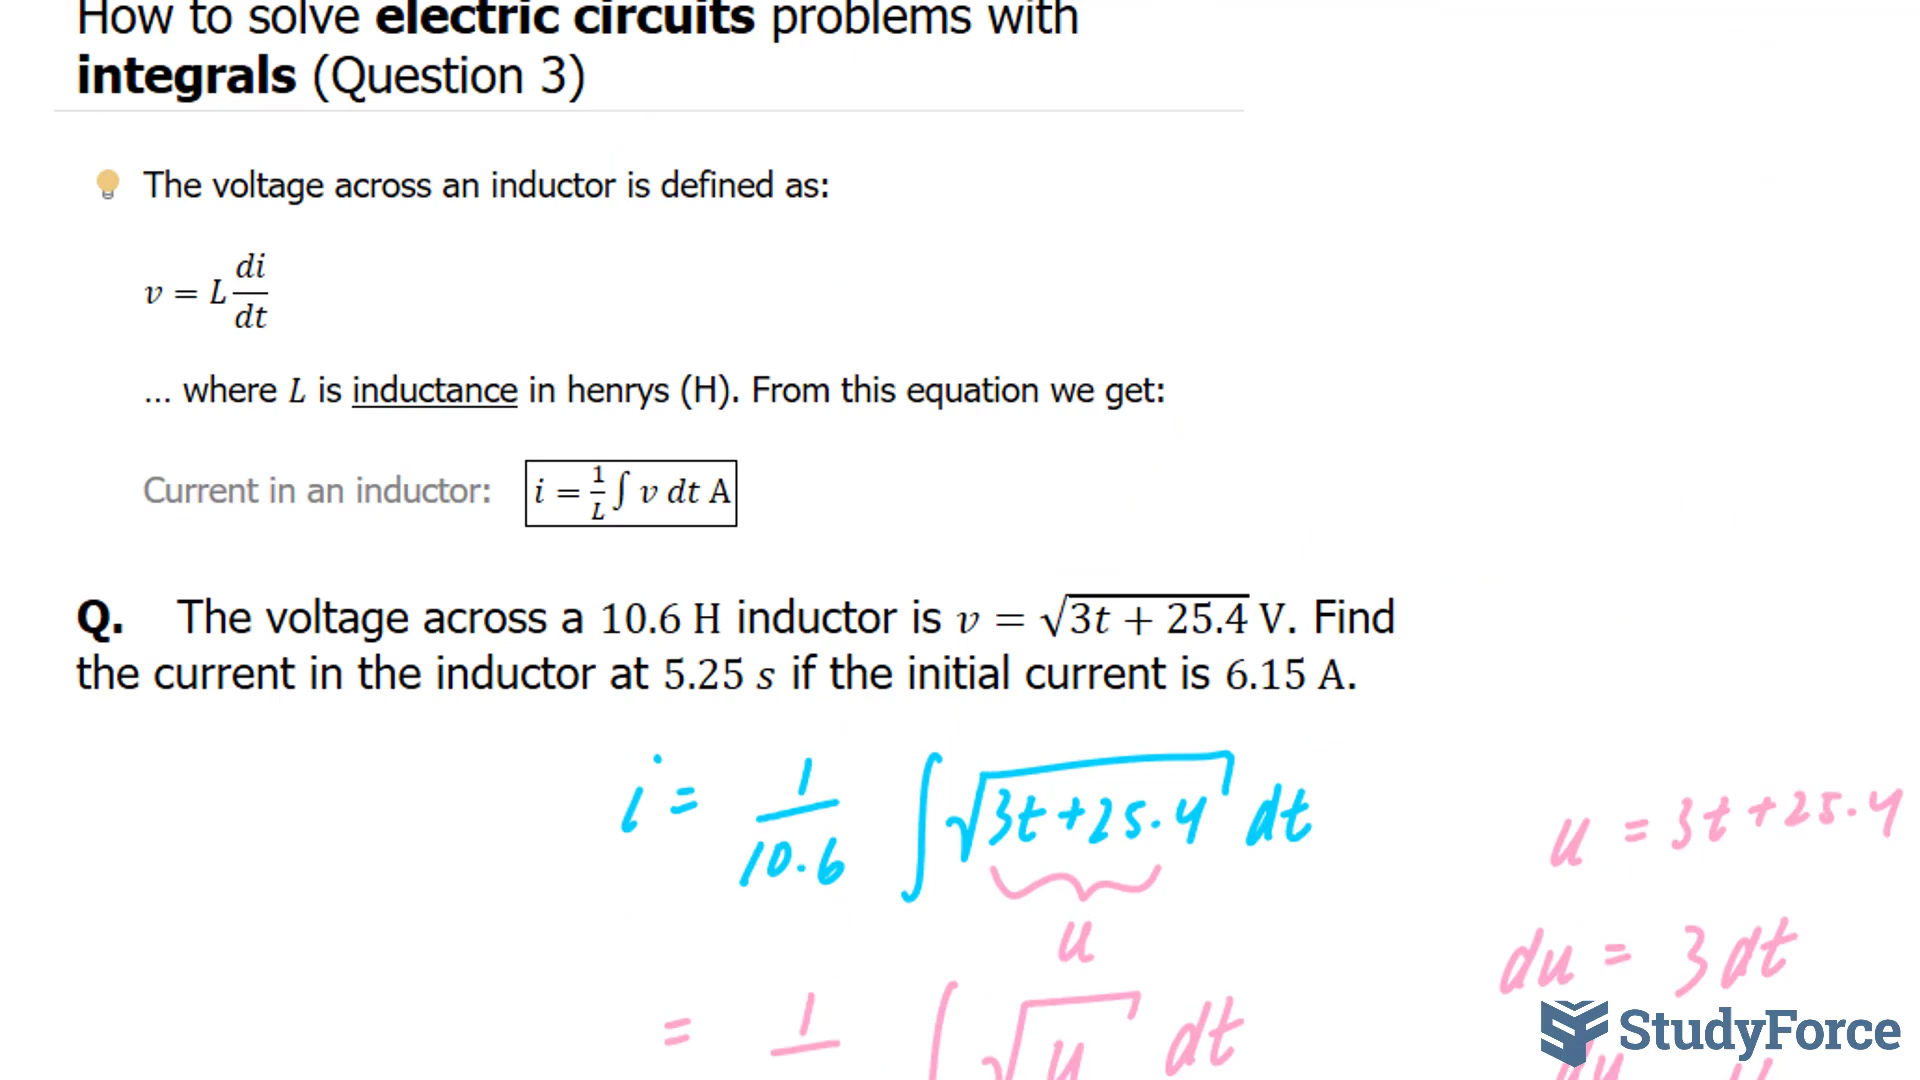 How to solve electric circuits problems with
integrals (Question 3)
The voltage across an inductor is defined as:
v = L di/dt
... where L is inductance in henrys (H). From this equation we get:
Current in an inductor: i = 1/L ∫ v dt A
Q. The voltage across a 10.6 H inductor is v = √(3t + 25.4) V. Find
the current in the inductor at 5.25 s if the initial current is 6.15 A.
i = 1/10.6 ∫ √(3t+25.4) dt
u = 3t+25.4
u
du = 3dt
= 1 ∫ √u dt
StudyForce